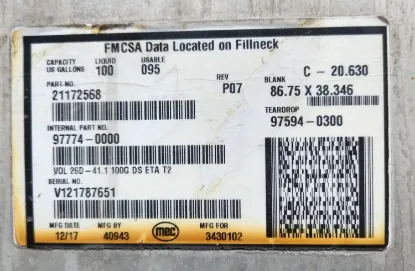 FMCSA Data Located on Fillneck
CAPACITY LIQUID USABLE
US GALLONS 100 095
REV
P07
C - 20.630
BLANK
86.75 X 38.346
PART NO.
21172568
TEARDROP
97594-0300
INTERNAL PART NO.
97774-0000
VOL 26D-41.1 100G DS ETA T2
SERIAL NO.
V121787651
MFG DATE MFG BY mec MFG FOR
12/17 40943 3430102